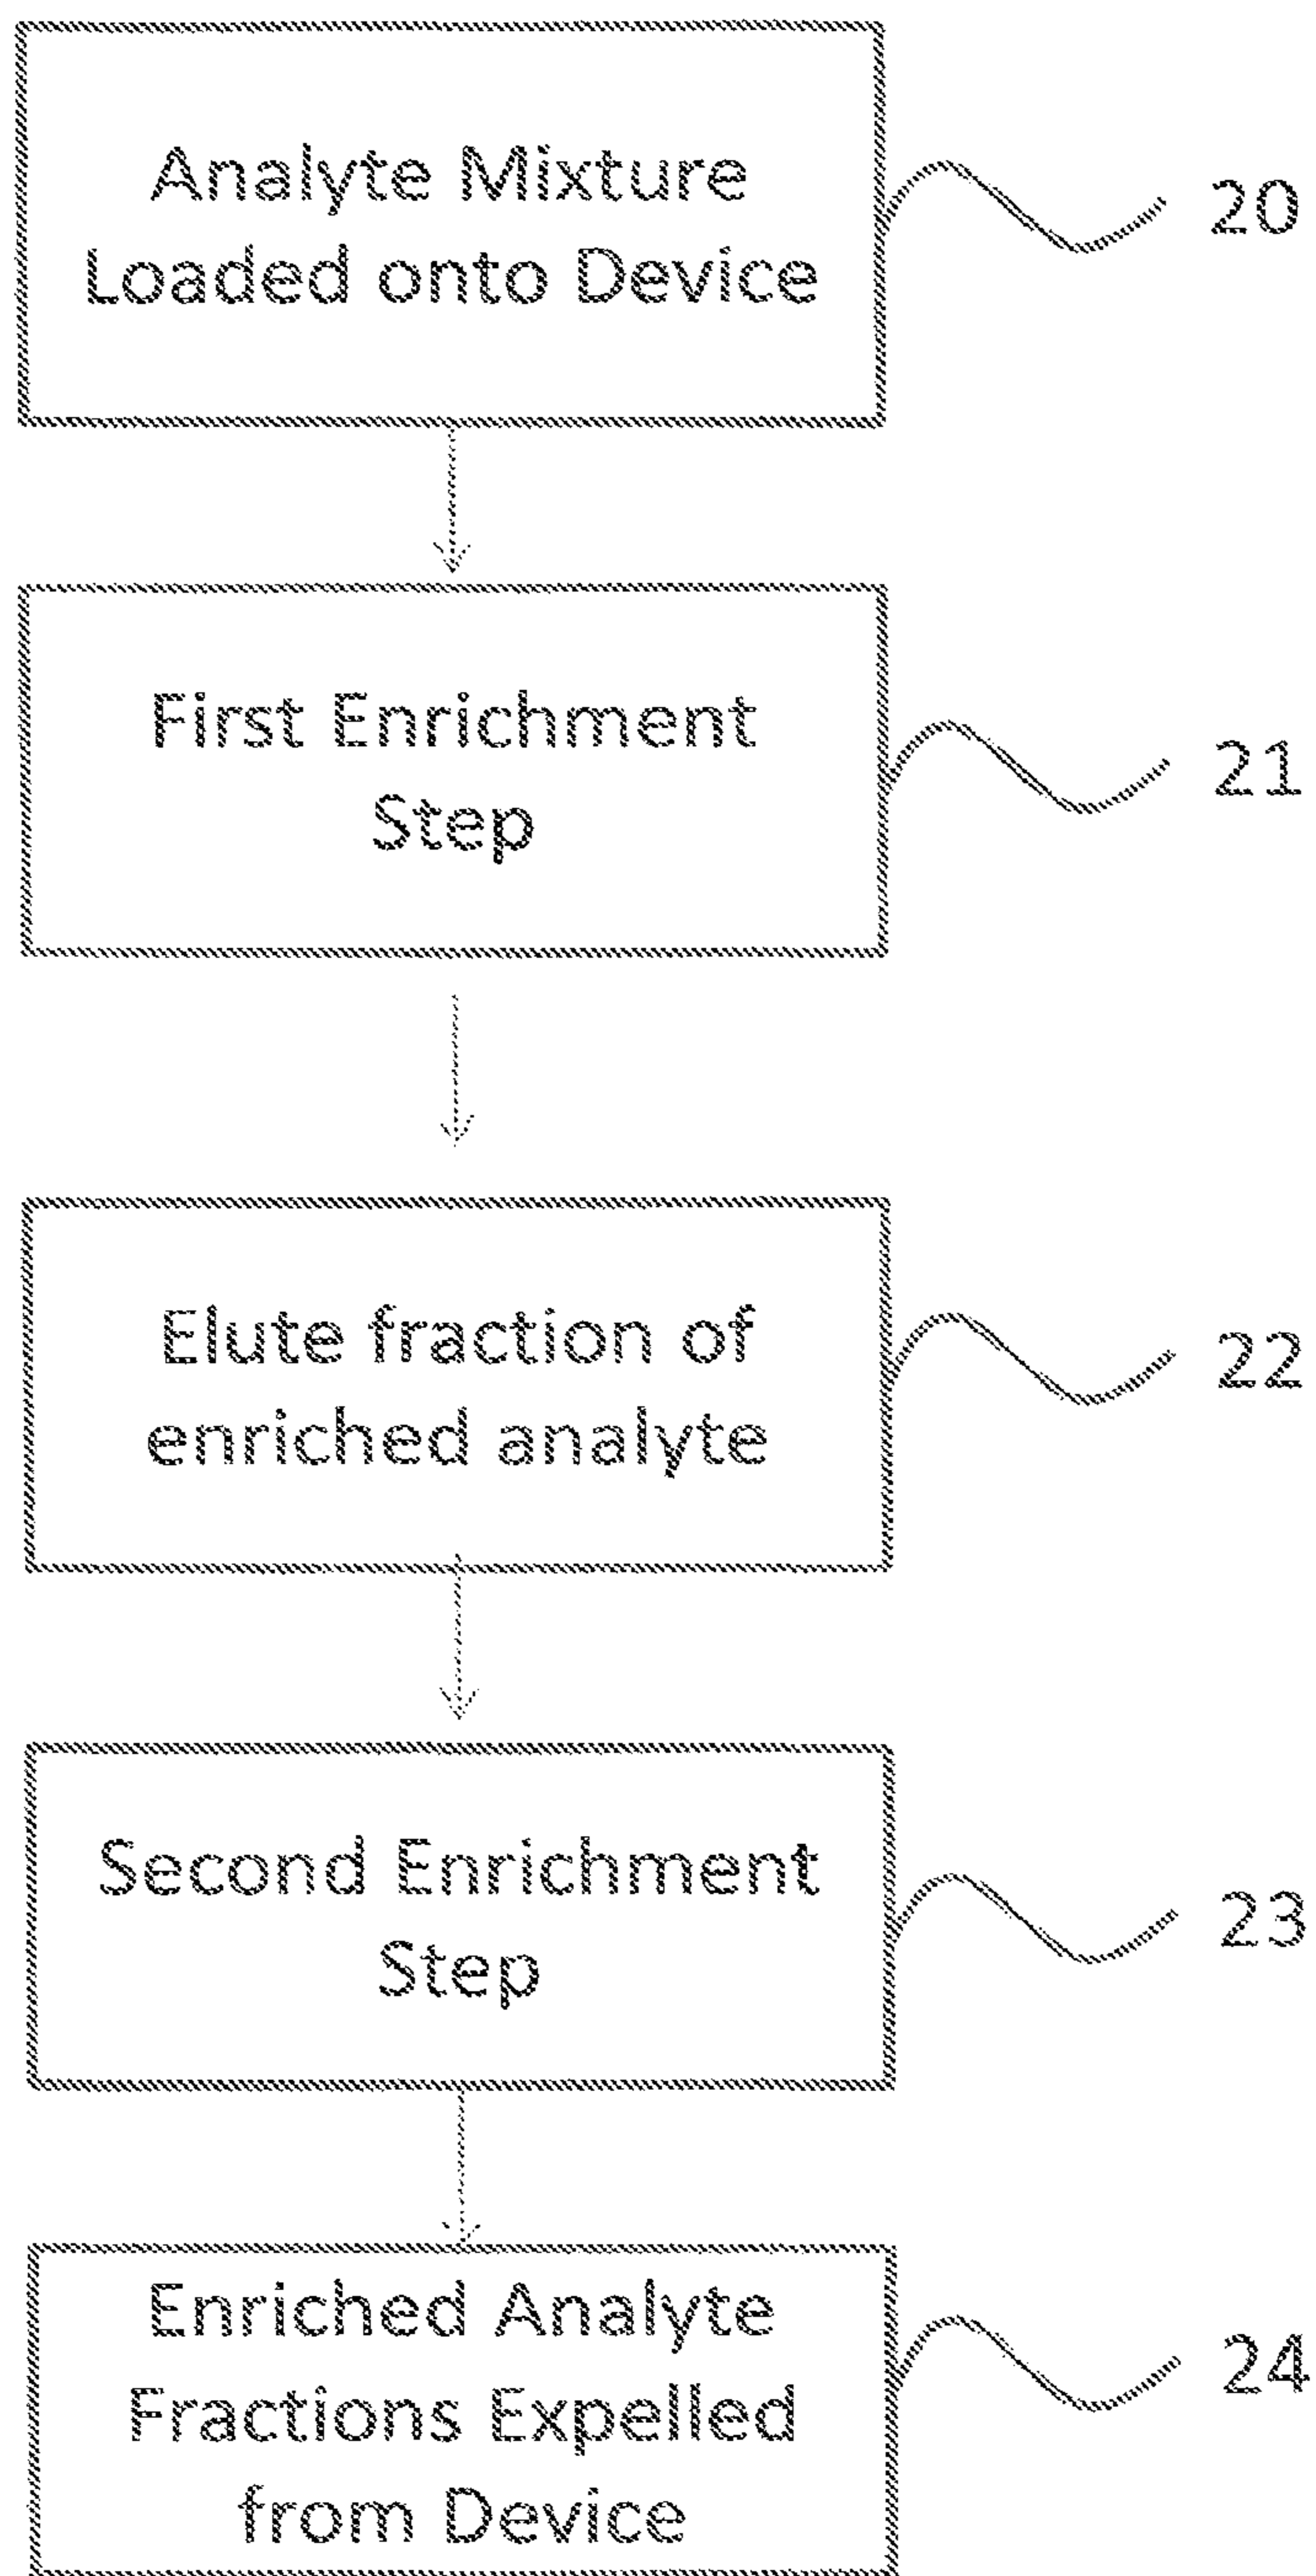 Analyte Mixture
Loaded onto Device
20
First Enrichment
Step
21
Elute fraction of
enriched analyte
22
Second Enrichment
Step
23
Enriched Analyte
Fractions Expelled
from Device
24